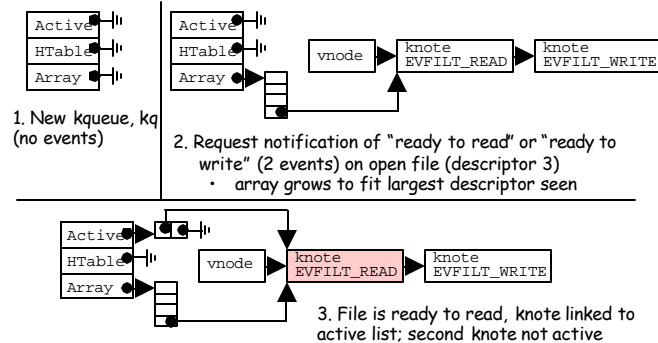 Active
HTable
Array
1. New kqueue, kq
(no events)
Active
HTable
Array
vnode
knote
EVFILT_READ
knote
EVFILT_WRITE
2. Request notification of “ready to read” or “ready to
write” (2 events) on open file (descriptor 3)
• array grows to fit largest descriptor seen
Active
HTable
Array
vnode
knote
EVFILT_READ
knote
EVFILT_WRITE
3. File is ready to read, knote linked to
active list; second knote not active